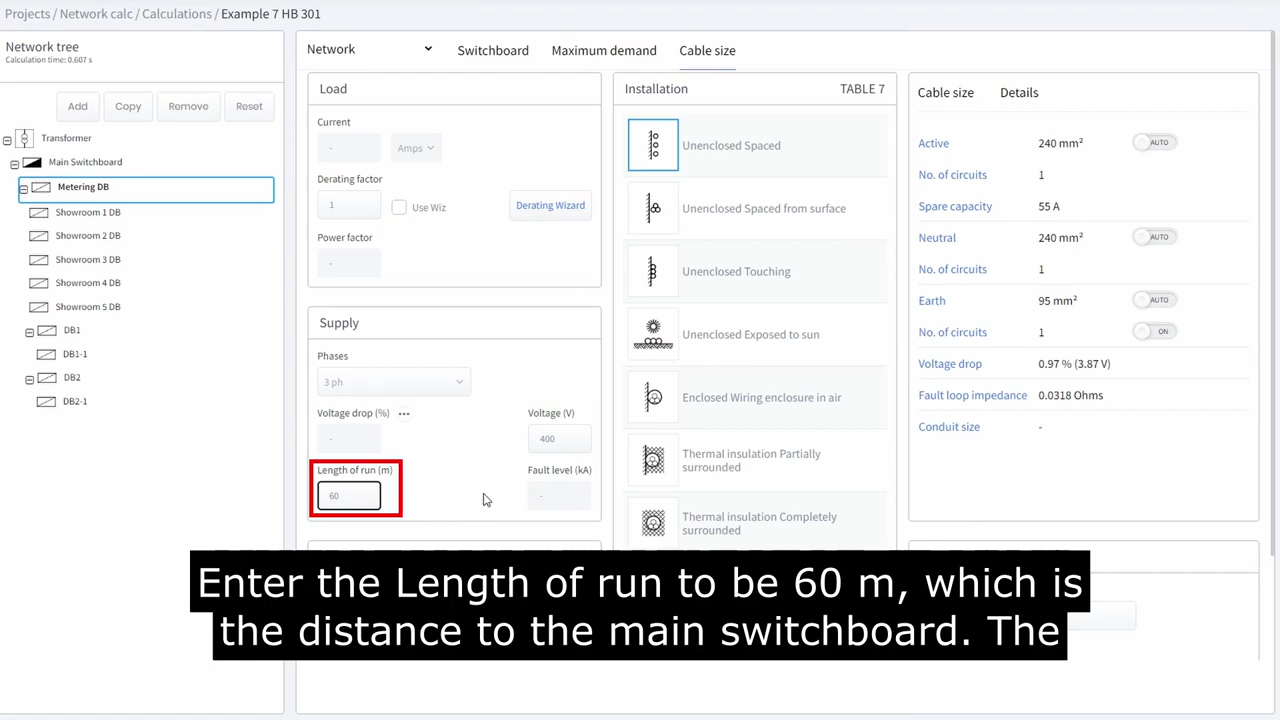 Projects / Network calc / Calculations / Example 7 HB 301
Network tree
Calculation time: 0.607 s
Add Copy Remove Reset
Transformer
Main Switchboard
Metering DB
Showroom 1 DB
Showroom 2 DB
Showroom 3 DB
Showroom 4 DB
Showroom 5 DB
DB1
DB1-1
DB2
DB2-1
Network Switchboard Maximum demand Cable size
Load
Current
- Amps
Derating factor
1 Use Wiz Derating Wizard
Power factor
-
Supply
Phases
3 ph
Voltage drop (%) ••• Voltage (V)
- 400
Length of run (m) Fault level (kA)
60 -
Installation TABLE 7
Unenclosed Spaced
Unenclosed Spaced from surface
Unenclosed Touching
Unenclosed Exposed to sun
Enclosed Wiring enclosure in air
Thermal insulation Partially
surrounded
Thermal insulation Completely
surrounded
Cable size Details
Active 240 mm² AUTO
No. of circuits 1
Spare capacity 55 A
Neutral 240 mm² AUTO
No. of circuits 1
Earth 95 mm² AUTO
No. of circuits 1 ON
Voltage drop 0.97 % (3.87 V)
Fault loop impedance 0.0318 Ohms
Conduit size -
Enter the Length of run to be 60 m, which is
the distance to the main switchboard. The